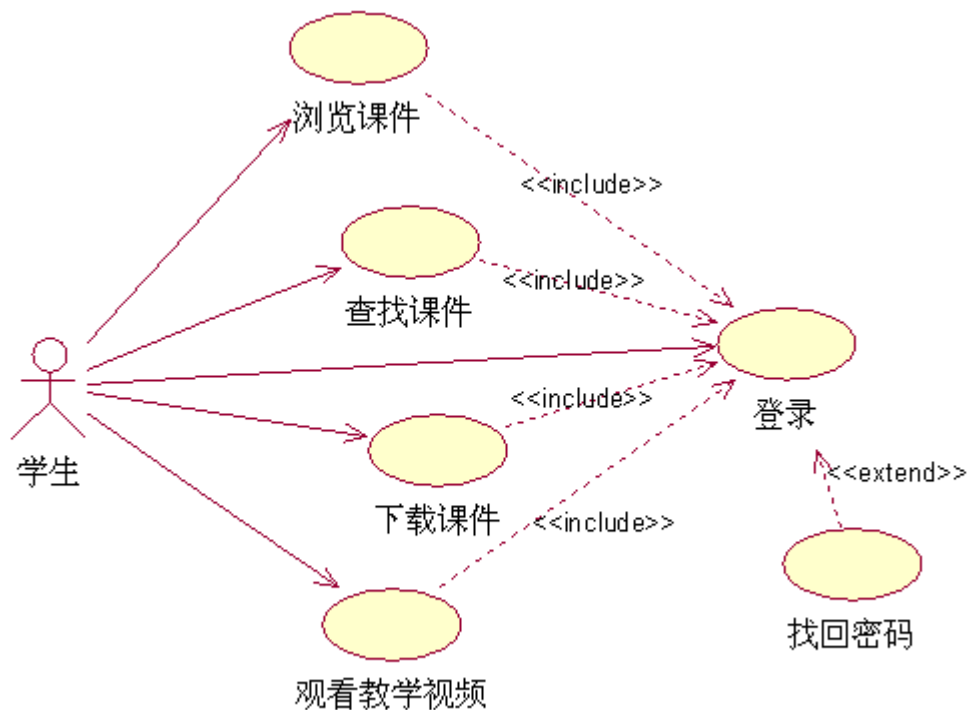 浏览课件
<<include>>
<<include>>
查找课件
学生
<<include>>
登录
下载课件
<<include>>
<<extend>>
找回密码
观看教学视频